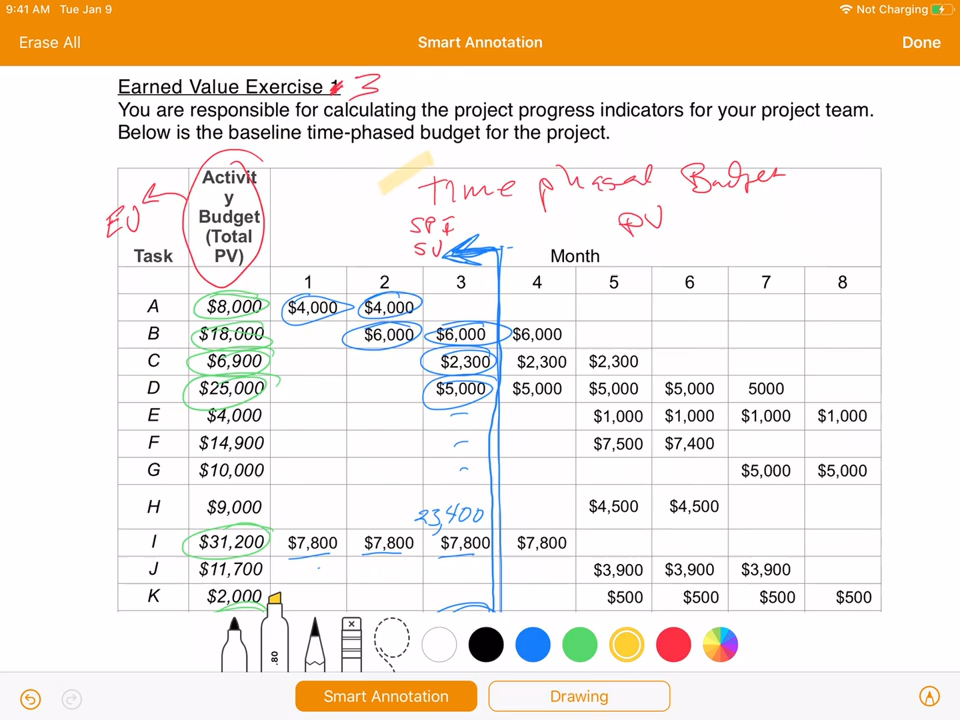 9:41 AM Tue Jan 9 Not Charging
Erase All Smart Annotation Done
Earned Value Exercise 1 3
You are responsible for calculating the project progress indicators for your project team.
Below is the baseline time-phased budget for the project.
Time phased Budget
EV
SPI
SV
PV
Task Activit
y
Budget
(Total
PV) Month
1 2 3 4 5 6 7 8
A $8,000 $4,000 $4,000
B $18,000 $6,000 $6,000 $6,000
C $6,900 $2,300 $2,300 $2,300
D $25,000 $5,000 $5,000 $5,000 $5,000 5000
E $4,000 - $1,000 $1,000 $1,000 $1,000
F $14,900 - $7,500 $7,400
G $10,000 - $5,000 $5,000
H $9,000 $4,500 $4,500
23,400
I $31,200 $7,800 $7,800 $7,800 $7,800
J $11,700 $3,900 $3,900 $3,900
K $2,000 $500 $500 $500 $500
.80
Smart Annotation Drawing